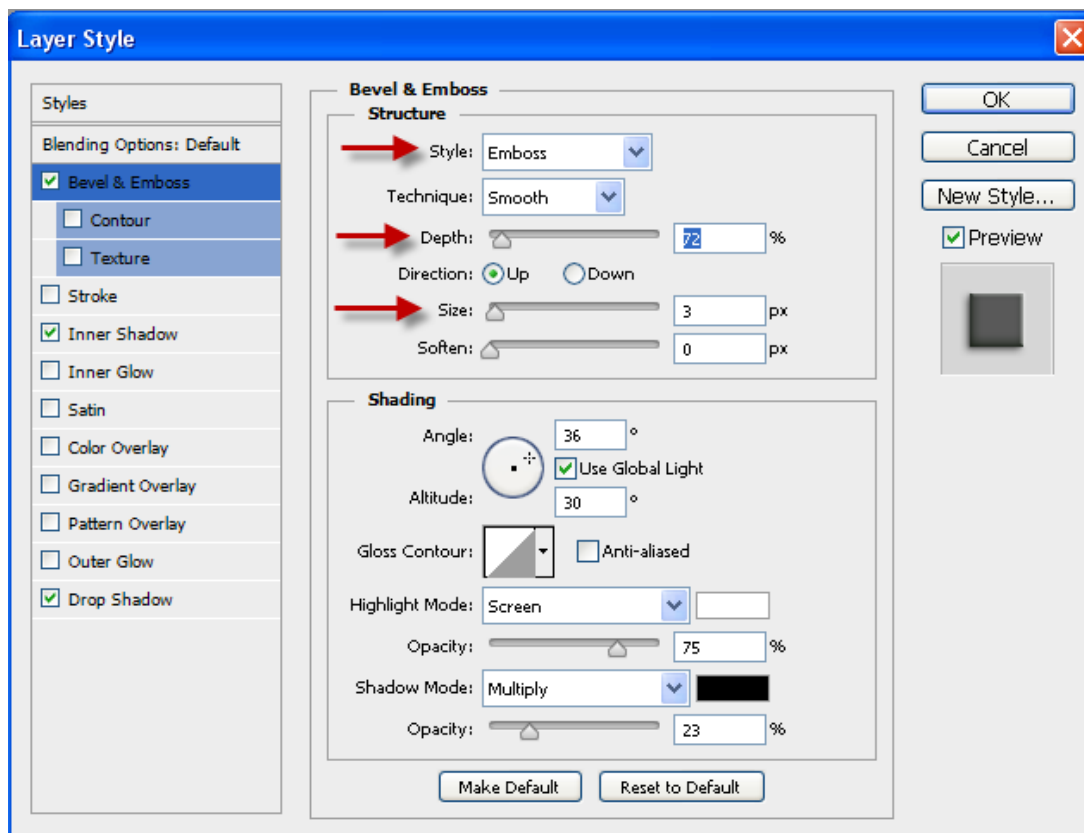 Layer Style
Styles
Blending Options: Default
Bevel & Emboss
Contour
Texture
Stroke
Inner Shadow
Inner Glow
Satin
Color Overlay
Gradient Overlay
Pattern Overlay
Outer Glow
Drop Shadow
Bevel & Emboss
Structure
Style: Emboss
Technique: Smooth
Depth: 72 %
Direction: Up Down
Size: 3 px
Soften: 0 px
Shading
Angle: 36 °
Use Global Light
Altitude: 30 °
Gloss Contour: Anti-aliased
Highlight Mode: Screen
Opacity: 75 %
Shadow Mode: Multiply
Opacity: 23 %
Make Default Reset to Default
OK
Cancel
New Style...
Preview